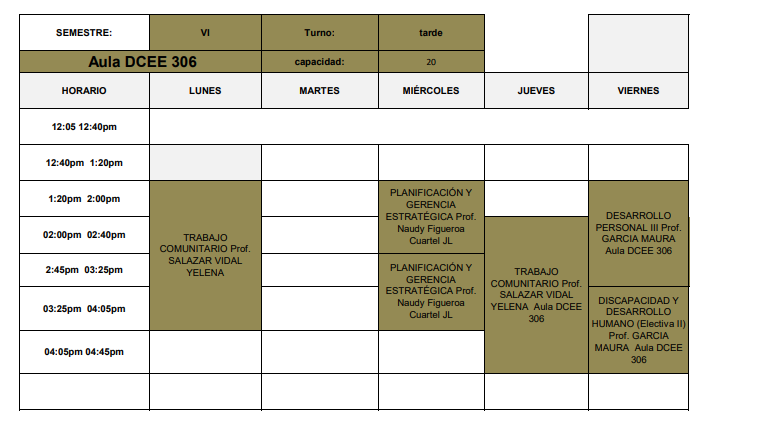 SEMESTRE: VI Turno: tarde
Aula DCEE 306 capacidad: 20
HORARIO LUNES MARTES MIÉRCOLES JUEVES VIERNES
12:05 12:40pm
12:40pm 1:20pm
1:20pm 2:00pm
02:00pm 02:40pm
2:45pm 03:25pm
03:25pm 04:05pm
04:05pm 04:45pm
TRABAJO
COMUNITARIO Prof.
SALAZAR VIDAL
YELENA
PLANIFICACIÓN Y
GERENCIA
ESTRATÉGICA Prof.
Naudy Figueroa
Cuartel JL
PLANIFICACIÓN Y
GERENCIA
ESTRATÉGICA Prof.
Naudy Figueroa
Cuartel JL
TRABAJO
COMUNITARIO Prof.
SALAZAR VIDAL
YELENA Aula DCEE
306
DESARROLLO
PERSONAL III Prof.
GARCIA MAURA
Aula DCEE 306
DISCAPACIDAD Y
DESARROLLO
HUMANO (Electiva II)
Prof. GARCIA
MAURA Aula DCEE
306